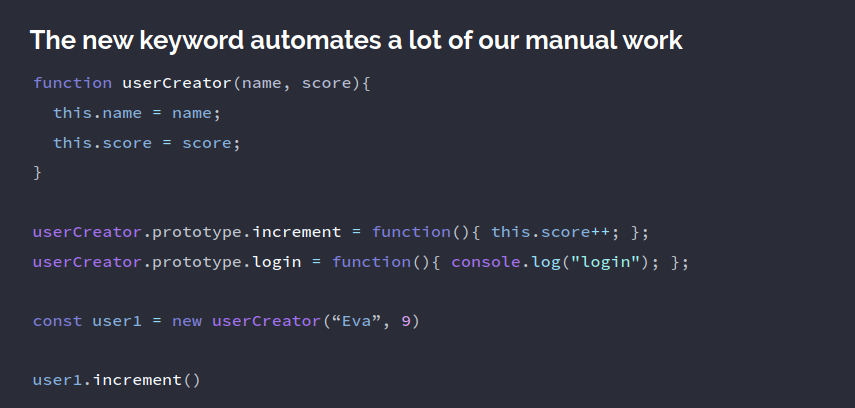 The new keyword automates a lot of our manual work
function userCreator(name, score){
  this.name = name;
  this.score = score;
}
userCreator.prototype.increment = function(){ this.score++; };
userCreator.prototype.login = function(){ console.log("login"); };
const user1 = new userCreator(“Eva”, 9)
user1.increment()